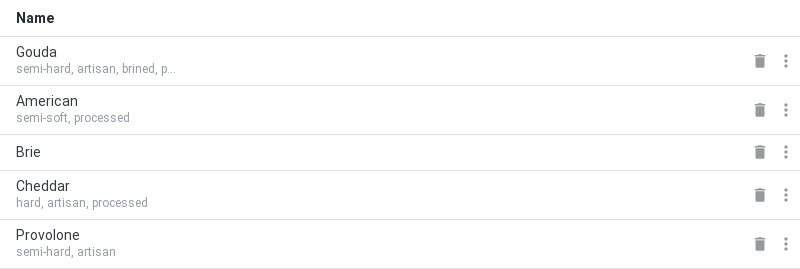 Name
Gouda
semi-hard, artisan, brined, p...
American
semi-soft, processed
Brie
Cheddar
hard, artisan, processed
Provolone
semi-hard, artisan